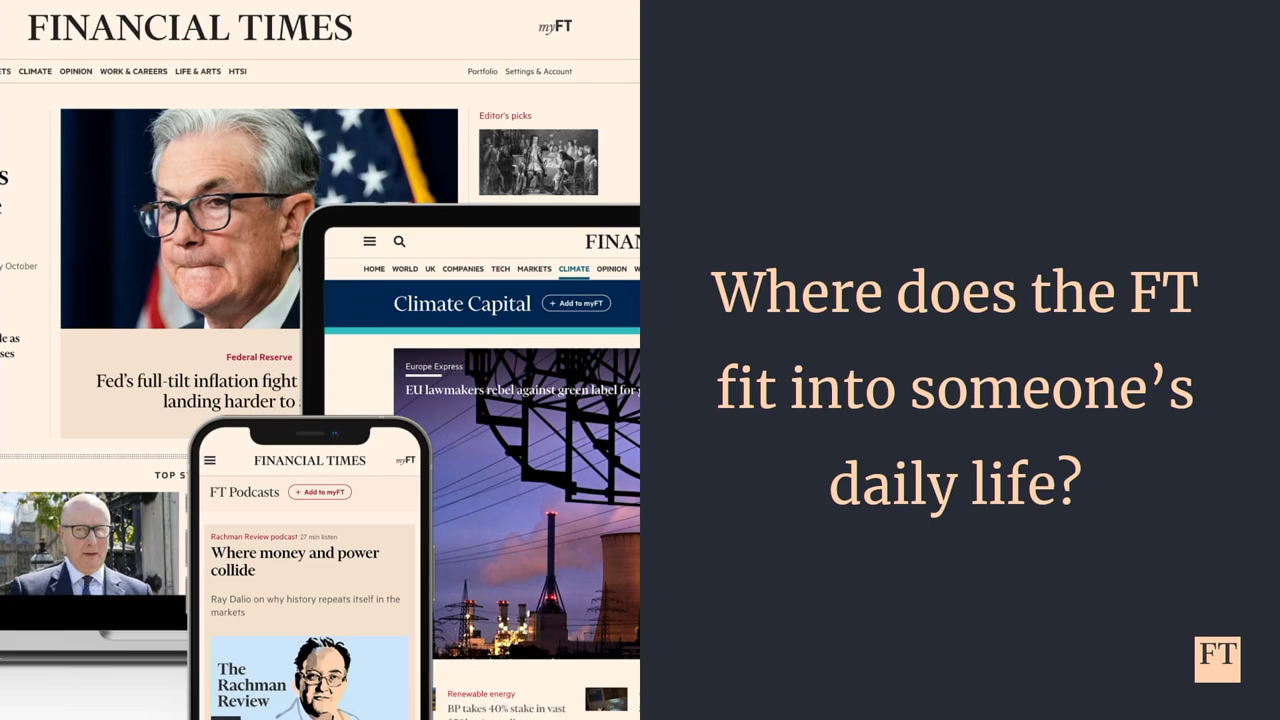 FINANCIAL TIMES
myFT
CLIMATE OPINION WORK & CAREERS LIFE & ARTS HTSI
Portfolio Settings & Account
Editor's picks
October
Federal Reserve
Fed's full-tilt inflation fight
landing harder to
TOP
FINAN
HOME WORLD UK COMPANIES TECH MARKETS CLIMATE OPINION
Climate Capital
+ Add to myFT
Europe Express
EU lawmakers rebel against green label for
FINANCIAL TIMES
myFT
FT Podcasts
+ Add to myFT
Rachman Review podcast 27 min listen
Where money and power
collide
Ray Dalio on why history repeats itself in the
markets
The
Rachman
Review
Renewable energy
BP takes 40% stake in vast
Where does the FT
fit into someone's
daily life?
FT